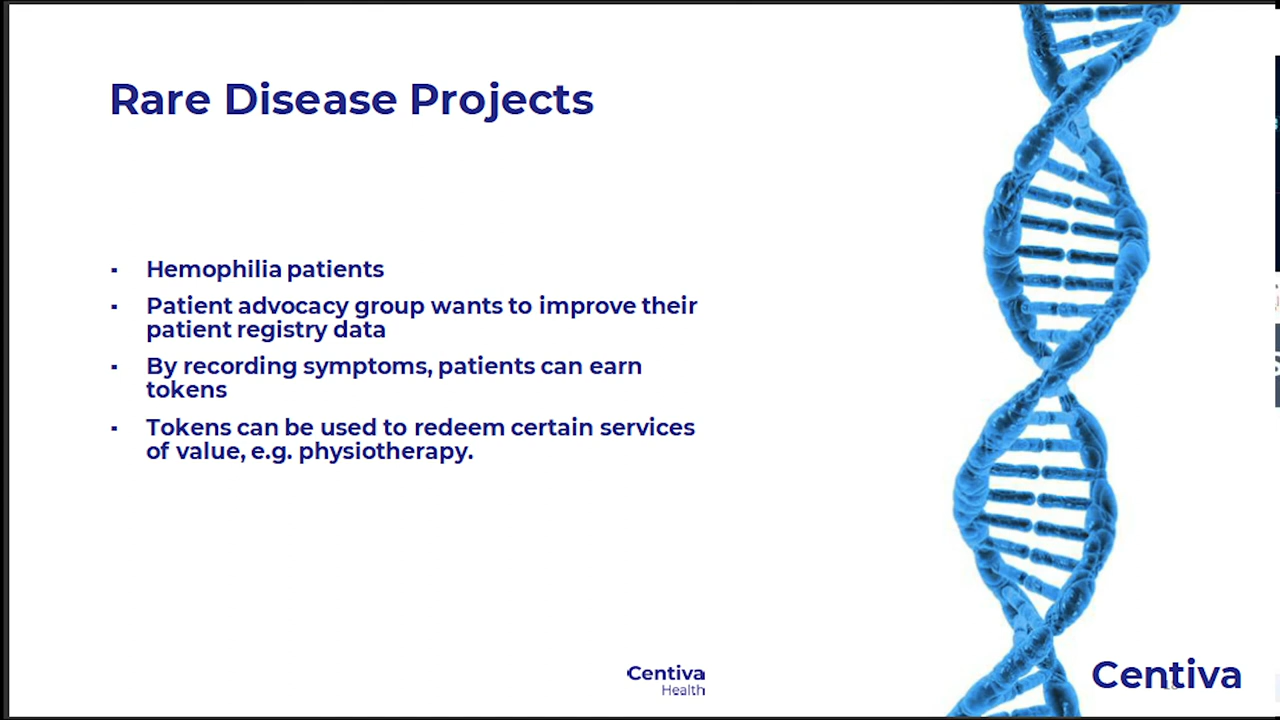 Rare Disease Projects
▪ Hemophilia patients
▪ Patient advocacy group wants to improve their
patient registry data
▪ By recording symptoms, patients can earn
tokens
▪ Tokens can be used to redeem certain services
of value, e.g. physiotherapy.
Centiva
Health
Centiva